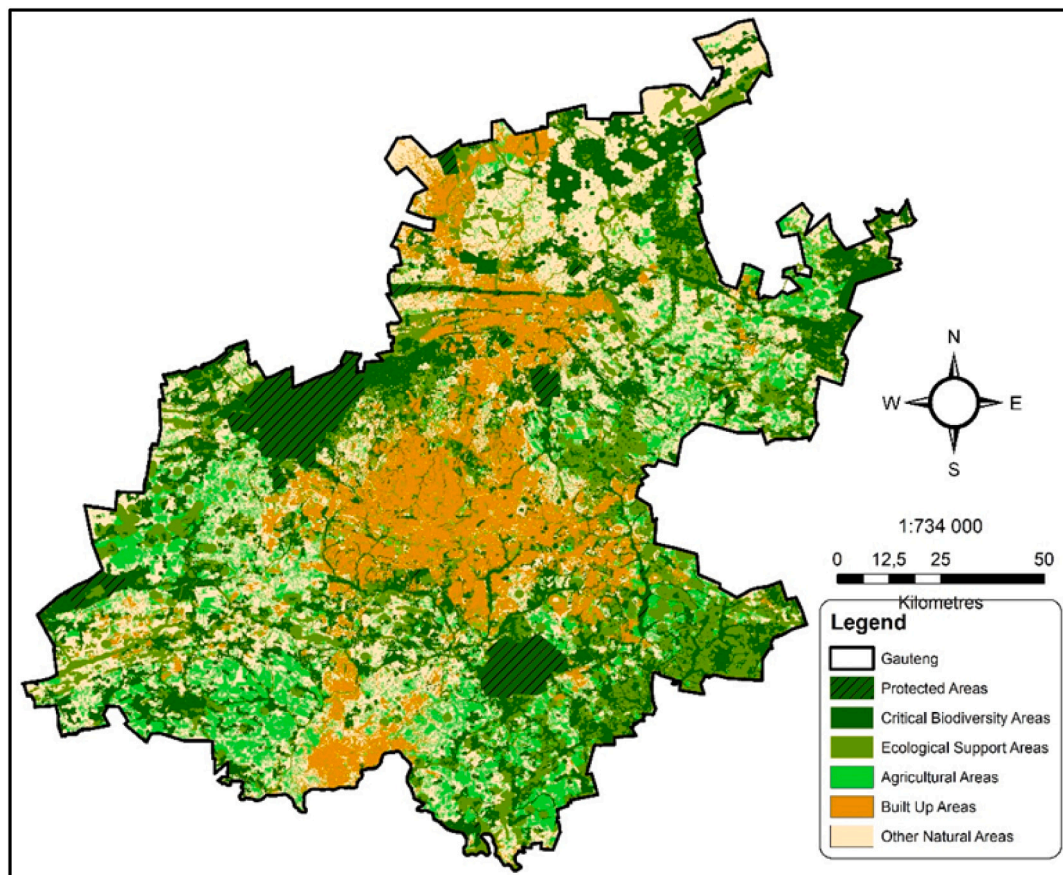 N
W E
S
1:734 000
0 12,5 25 50
Kilometres
Legend
Gauteng
Protected Areas
Critical Biodiversity Areas
Ecological Support Areas
Agricultural Areas
Built Up Areas
Other Natural Areas